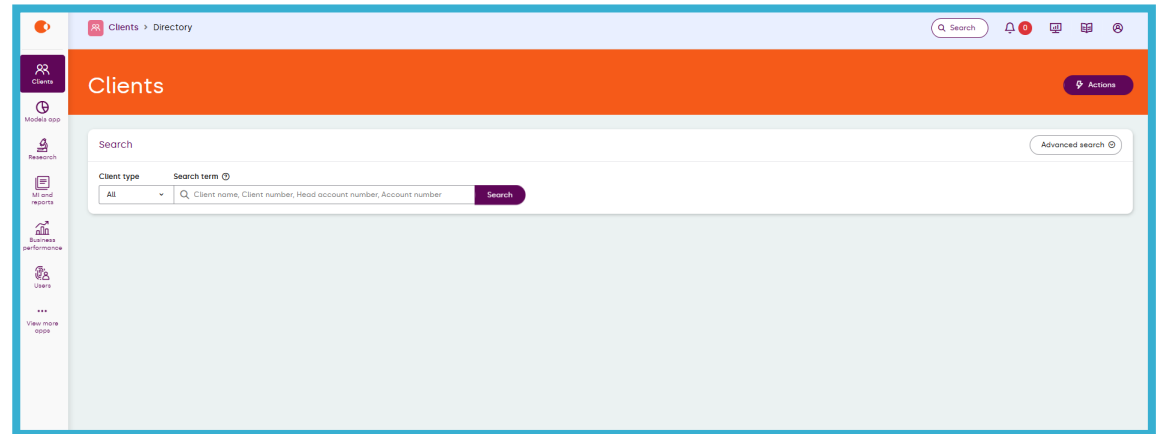 Clients > Directory
Search
0
Clients
Models app
Research
MI and
reports
Business
performance
Users
View more
apps
Clients
Actions
Search
Advanced search
Client type
Search term
All
Client name, Client number, Head account number, Account number
Search